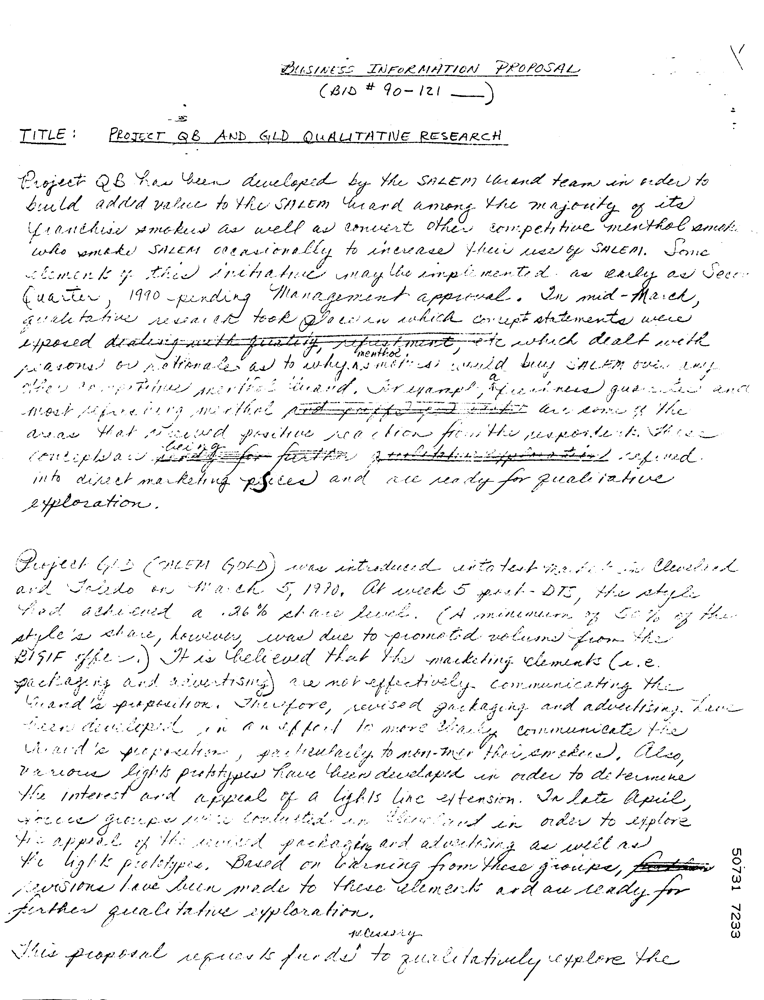 BUSINESS INFORMATION PROPOSAL
(BID # 90-121 ___)
TITLE: PROJECT QB AND GLD QUALITATIVE RESEARCH
Project QB has been developed by the SALEM brand team in order to
build added value to the SALEM brand among the majority of its
franchise smokers as well as convert other competitive menthol smok
who smoke SALEM occasionally to increase their use of SALEM. Some
elements of this initiative may be implemented as early as Secon
Quarter, 1990 pending Management approval. In mid-March,
qualitative research took place in which concept statements were
exposed dealing with quality, refreshment, etc which dealt with
reasons or rationales as to why menthol smokers would buy SALEM over any
other competitive menthol brand. For example, a freshness guarantee and
most refreshing menthol are some of the
areas that received positive reaction from the respondents. These
concepts are being refined
into direct marketing pieces and are ready for qualitative
exploration.
Project GLD (SALEM GOLD) was introduced into test market in Cleveland
and Toledo on March 5, 1990. At week 5 post-DTS, the style
had achieved a .26% share level. (A minimum of 50% of the
style's share, however, was due to promoted volume from the
B1G1F offer.) It is believed that the marketing elements (i.e.
packaging and advertising) are not effectively communicating the
brand's proposition. Therefore, revised packaging and advertising have
been developed in an effort to more clearly communicate the
brand's proposition, particularly to non-menthol smokers. Also,
various lights prototypes have been developed in order to determine
the interest and appeal of a lights line extension. In late April,
focus groups were conducted in Cleveland in order to explore
the appeal of the revised packaging and advertising as well as
the lights prototypes. Based on learning from these groups,
revisions have been made to these elements and are ready for
further qualitative exploration.
This proposal requests funds necessary to qualitatively explore the
50731 7233